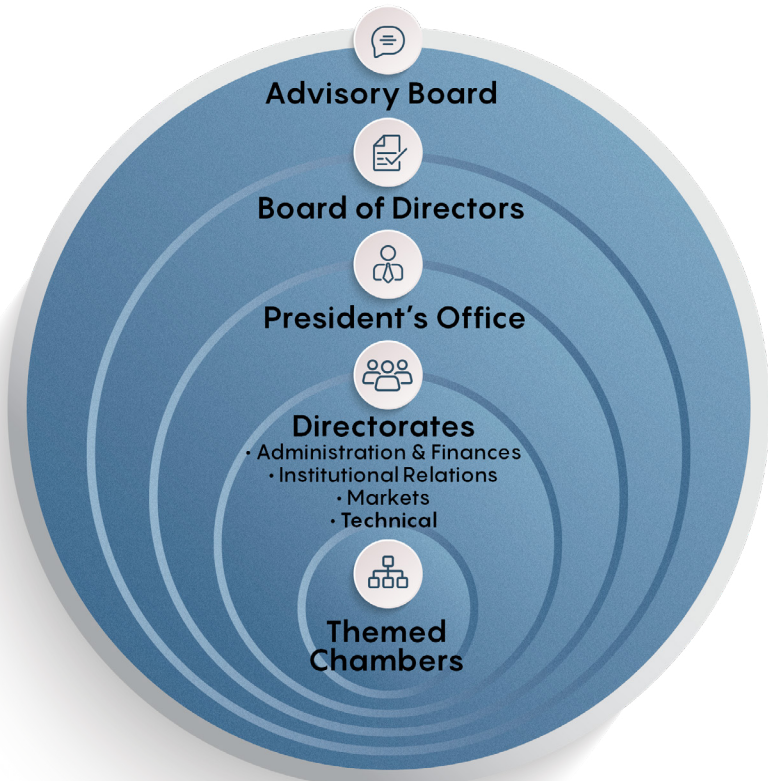 Advisory Board
Board of Directors
President’s Office
Directorates
· Administration & Finances
· Institutional Relations
· Markets
· Technical
Themed
Chambers